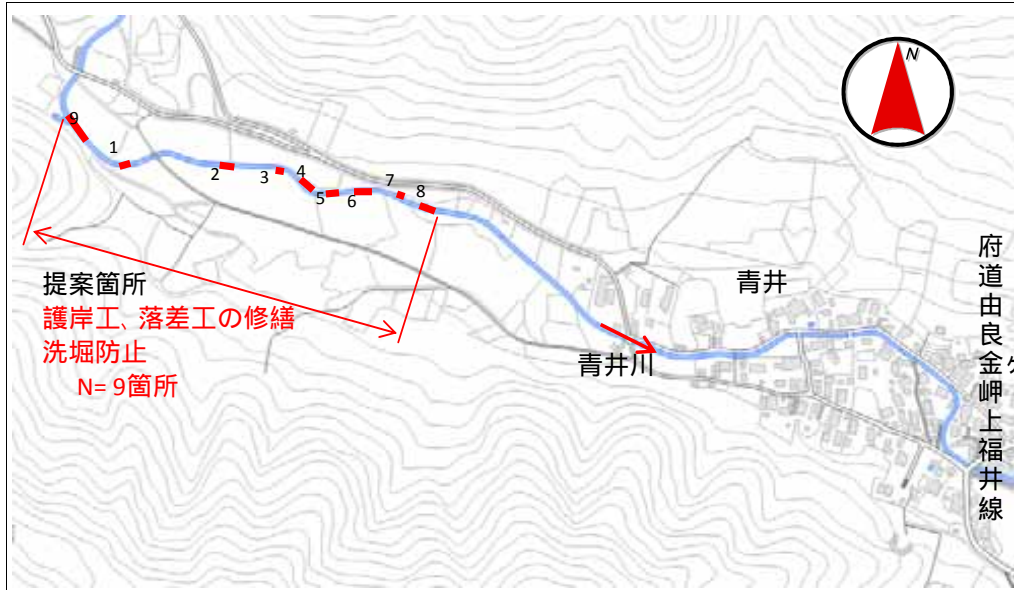 N
9
1
2
3
4
5
6
7
8
提案箇所
護岸工、落差工の修繕
洗堀防止
N= 9箇所
青井
青井川
府道由良金ヶ岬上福井線